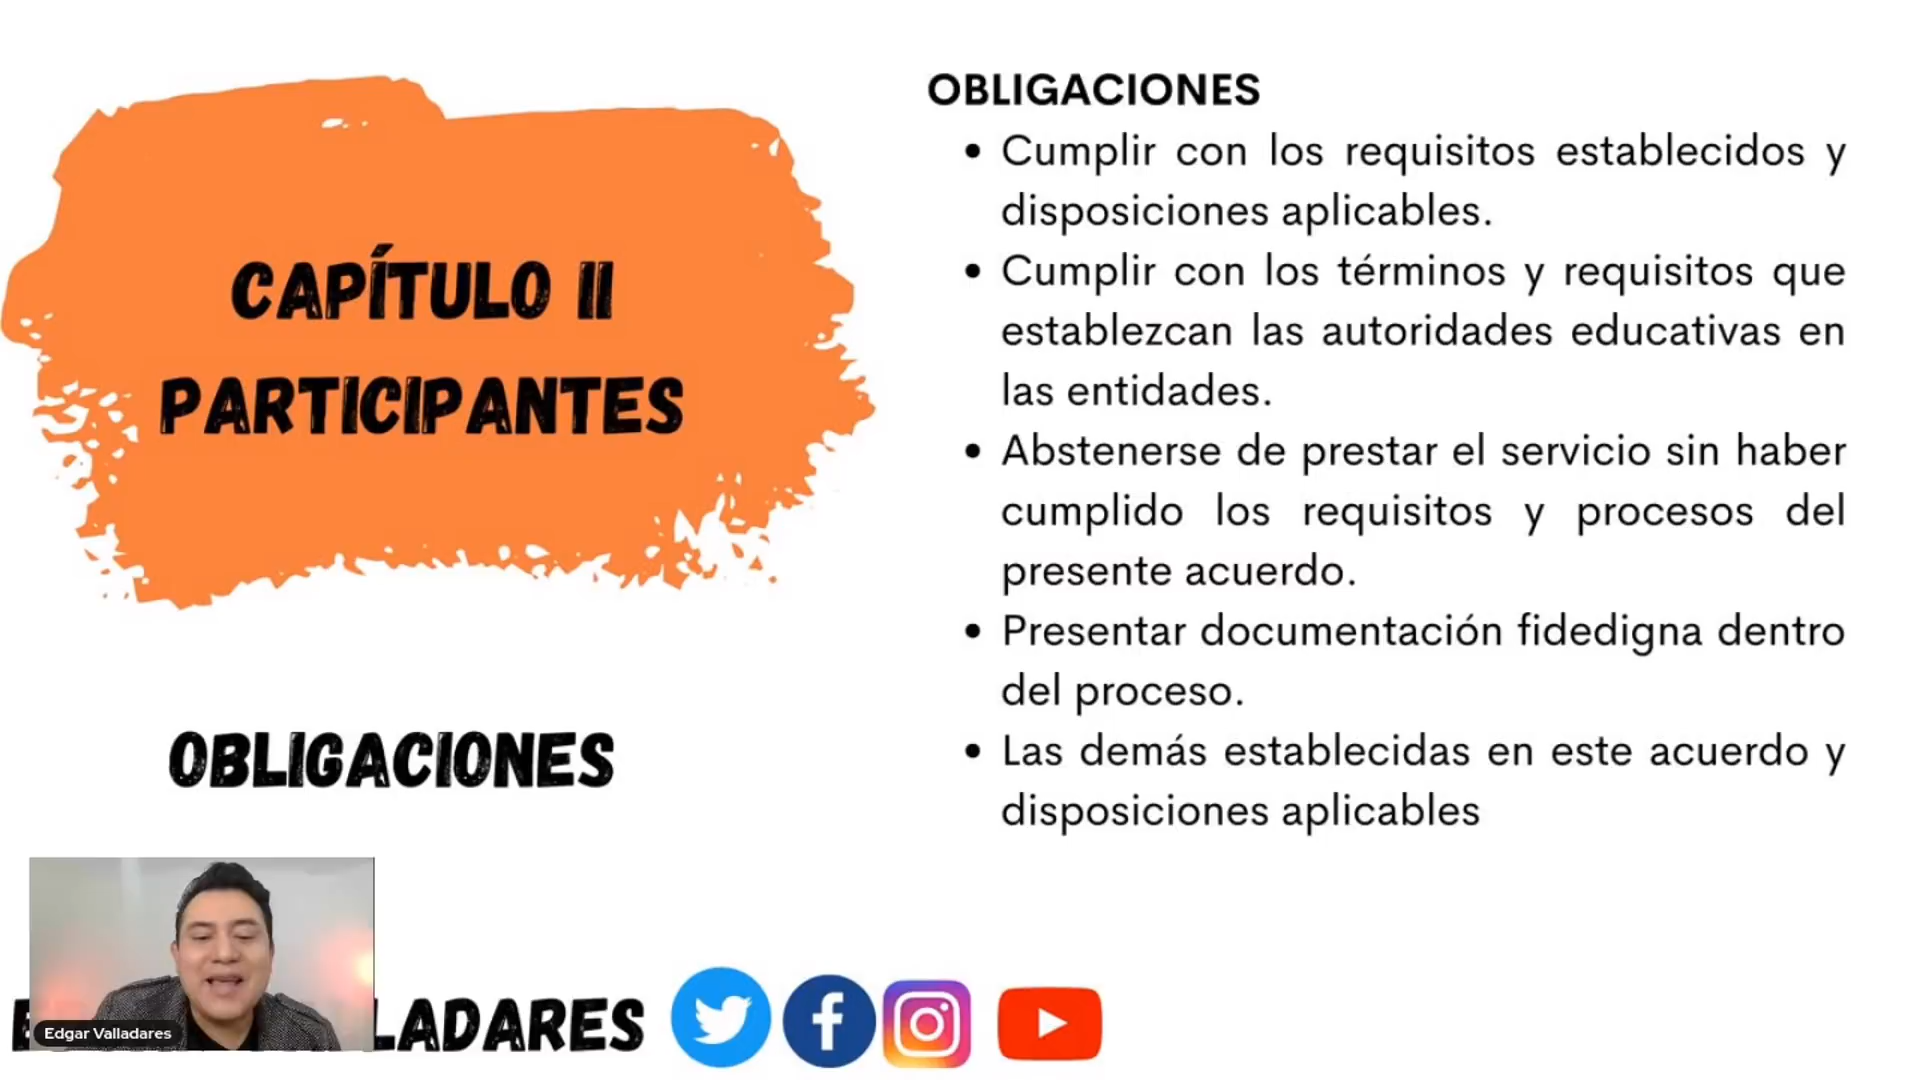 CAPÍTULO II
PARTICIPANTES
OBLIGACIONES
OBLIGACIONES
• Cumplir con los requisitos establecidos y
disposiciones aplicables.
• Cumplir con los términos y requisitos que
establezcan las autoridades educativas en
las entidades.
• Abstenerse de prestar el servicio sin haber
cumplido los requisitos y procesos del
presente acuerdo.
• Presentar documentación fidedigna dentro
del proceso.
• Las demás establecidas en este acuerdo y
disposiciones aplicables
Edgar Valladares
LADARES